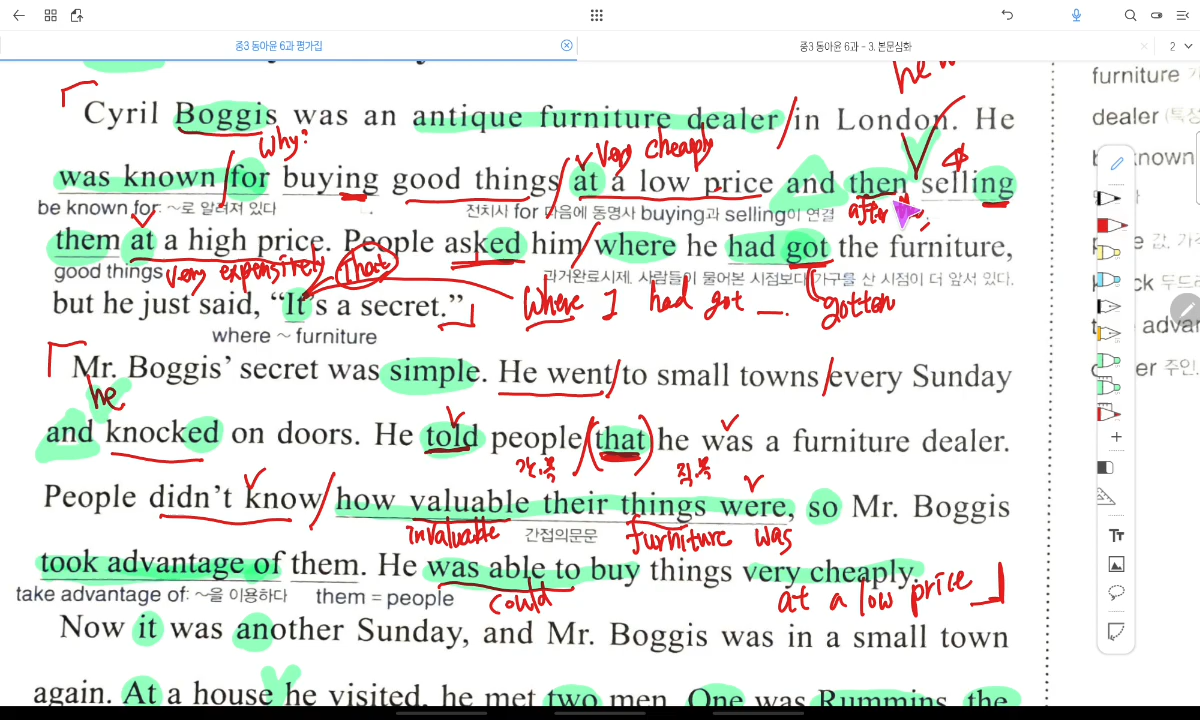 중3 동아윤 6과 평가집
중3 동아윤 6과 - 3. 본문심화
2
he
furniture
Cyril Boggis was an antique furniture dealer / in London. He
dealer
why?
Very cheaply
known
was known / for buying good things / at a low price and then selling
be known for: ~로 알려져 있다
전치사 for 다음에 동명사 buying과 selling이 연결
after
them at a high price. People asked him / where he had got the furniture,
good things
very expensively
that
과거완료시제. 사람들이 물어본 시점보다 가구를 산 시점이 더 앞서 있다.
but he just said, “It’s a secret.”
where I had got
gotten
where ~ furniture
Mr. Boggis’ secret was simple. He went / to small towns / every Sunday
he
and knocked on doors. He told people / (that) he was a furniture dealer.
간.목
직.목
People didn’t know / how valuable their things were, so Mr. Boggis
invaluable
간접의문문
furniture was
took advantage of them. He was able to buy things very cheaply.
take advantage of: ~을 이용하다
them = people
could
at a low price
Now it was another Sunday, and Mr. Boggis was in a small town
again. At a house he visited, he met two men. One was Rummins, the